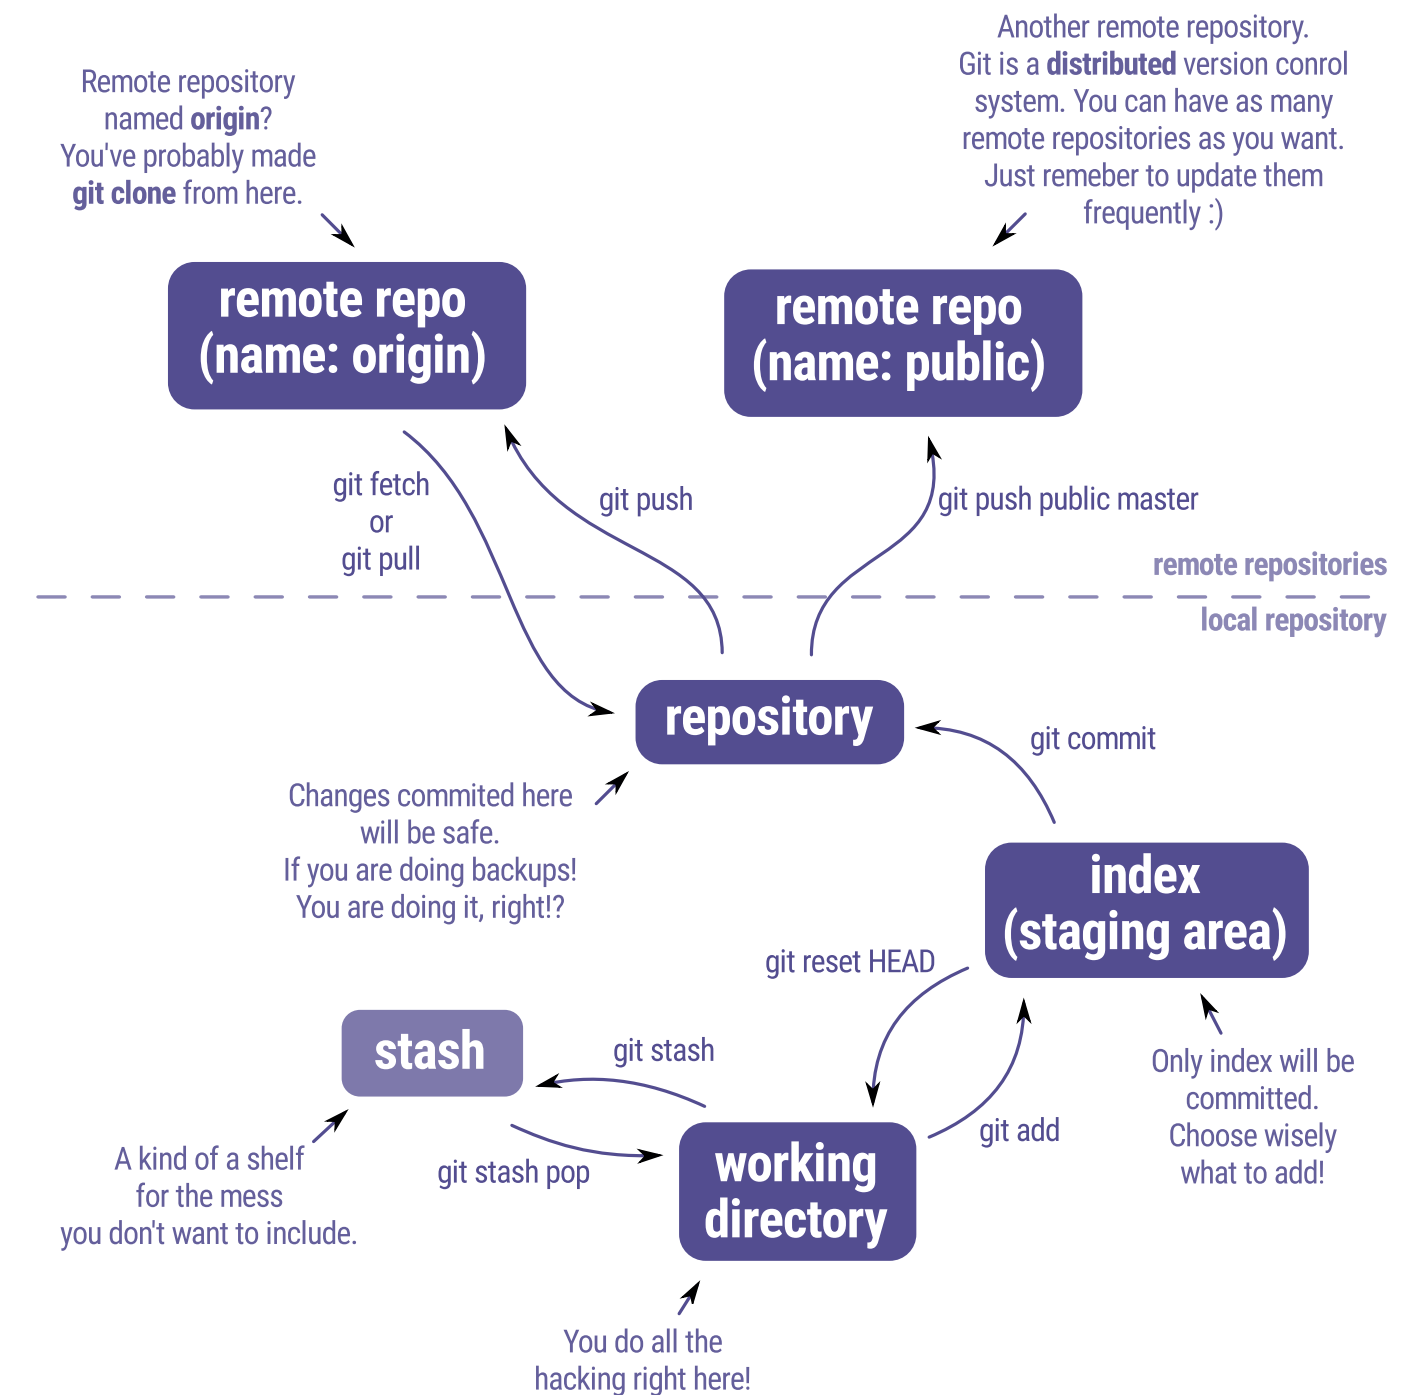 Remote repository
named origin?
You've probably made
git clone from here.
Another remote repository.
Git is a distributed version conrol
system. You can have as many
remote repositories as you want.
Just remeber to update them
frequently :)
remote repo
(name: origin)
remote repo
(name: public)
git fetch
or
git pull
git push
git push public master
remote repositories
local repository
repository
git commit
Changes commited here
will be safe.
If you are doing backups!
You are doing it, right!?
index
(staging area)
git reset HEAD
stash
git stash
Only index will be
committed.
Choose wisely
what to add!
git add
working
directory
git stash pop
A kind of a shelf
for the mess
you don't want to include.
You do all the
hacking right here!